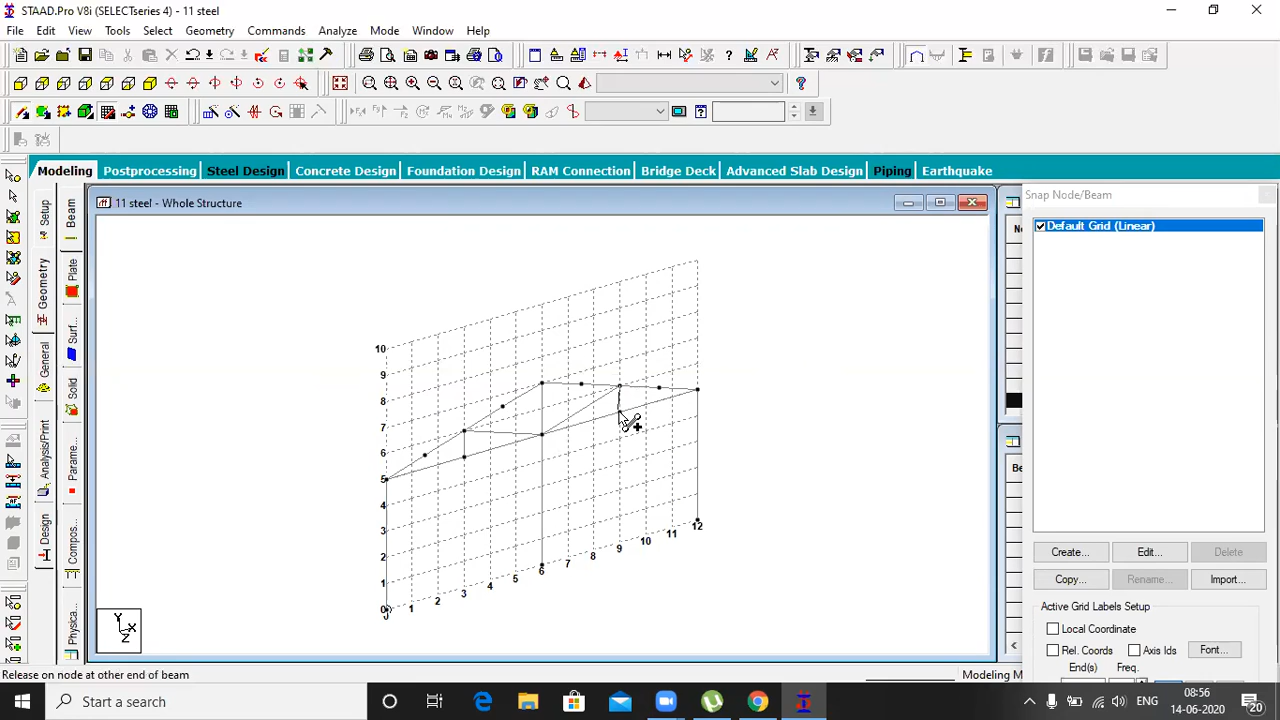 STAAD.Pro V8i (SELECTseries 4) - 11 steel
File Edit View Tools Select Geometry Commands Analyze Mode Window Help
Modeling Postprocessing Steel Design Concrete Design Foundation Design RAM Connection Bridge Deck Advanced Slab Design Piping Earthquake
11 steel - Whole Structure
Snap Node/Beam
Default Grid (Linear)
Setup
Geometry
General
Analysis/Print
Design
Beam
Plate
Surf...
Solid
Parame...
Compos...
Physica...
10
9
8
7
6
5
4
3
2
1
0
0 1 2 3 4 5 6 7 8 9 10 11 12
Y
X
Z
Create... Edit... Delete
Copy... Rename... Import...
Active Grid Labels Setup
Local Coordinate
Rel. Coords Axis Ids Font...
End(s) Freq.
Release on node at other end of beam
Modeling M
Type here to search
ENG
08:56
14-06-2020
20